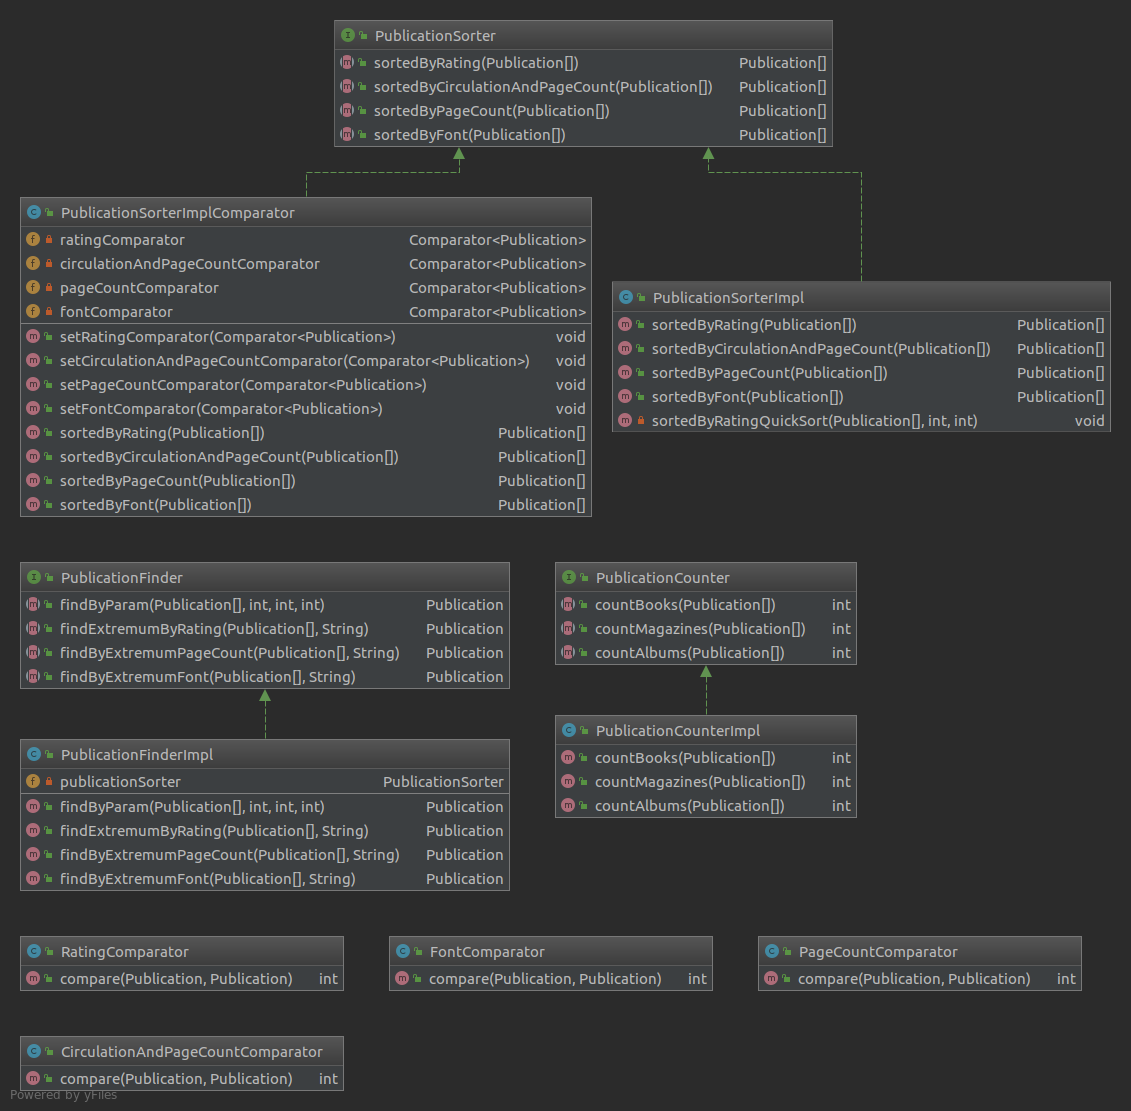 PublicationSorter
sortedByRating(Publication[]) Publication[]
sortedByCirculationAndPageCount(Publication[]) Publication[]
sortedByPageCount(Publication[]) Publication[]
sortedByFont(Publication[]) Publication[]
PublicationSorterImplComparator
ratingComparator Comparator<Publication>
circulationAndPageCountComparator Comparator<Publication>
pageCountComparator Comparator<Publication>
fontComparator Comparator<Publication>
setRatingComparator(Comparator<Publication>) void
setCirculationAndPageCountComparator(Comparator<Publication>) void
setPageCountComparator(Comparator<Publication>) void
setFontComparator(Comparator<Publication>) void
sortedByRating(Publication[]) Publication[]
sortedByCirculationAndPageCount(Publication[]) Publication[]
sortedByPageCount(Publication[]) Publication[]
sortedByFont(Publication[]) Publication[]
PublicationSorterImpl
sortedByRating(Publication[]) Publication[]
sortedByCirculationAndPageCount(Publication[]) Publication[]
sortedByPageCount(Publication[]) Publication[]
sortedByFont(Publication[]) Publication[]
sortedByRatingQuickSort(Publication[], int, int) void
PublicationFinder
findByParam(Publication[], int, int, int) Publication
findExtremumByRating(Publication[], String) Publication
findByExtremumPageCount(Publication[], String) Publication
findByExtremumFont(Publication[], String) Publication
PublicationCounter
countBooks(Publication[]) int
countMagazines(Publication[]) int
countAlbums(Publication[]) int
PublicationFinderImpl
publicationSorter PublicationSorter
findByParam(Publication[], int, int, int) Publication
findExtremumByRating(Publication[], String) Publication
findByExtremumPageCount(Publication[], String) Publication
findByExtremumFont(Publication[], String) Publication
PublicationCounterImpl
countBooks(Publication[]) int
countMagazines(Publication[]) int
countAlbums(Publication[]) int
RatingComparator
compare(Publication, Publication) int
FontComparator
compare(Publication, Publication) int
PageCountComparator
compare(Publication, Publication) int
CirculationAndPageCountComparator
compare(Publication, Publication) int
Powered by yFiles